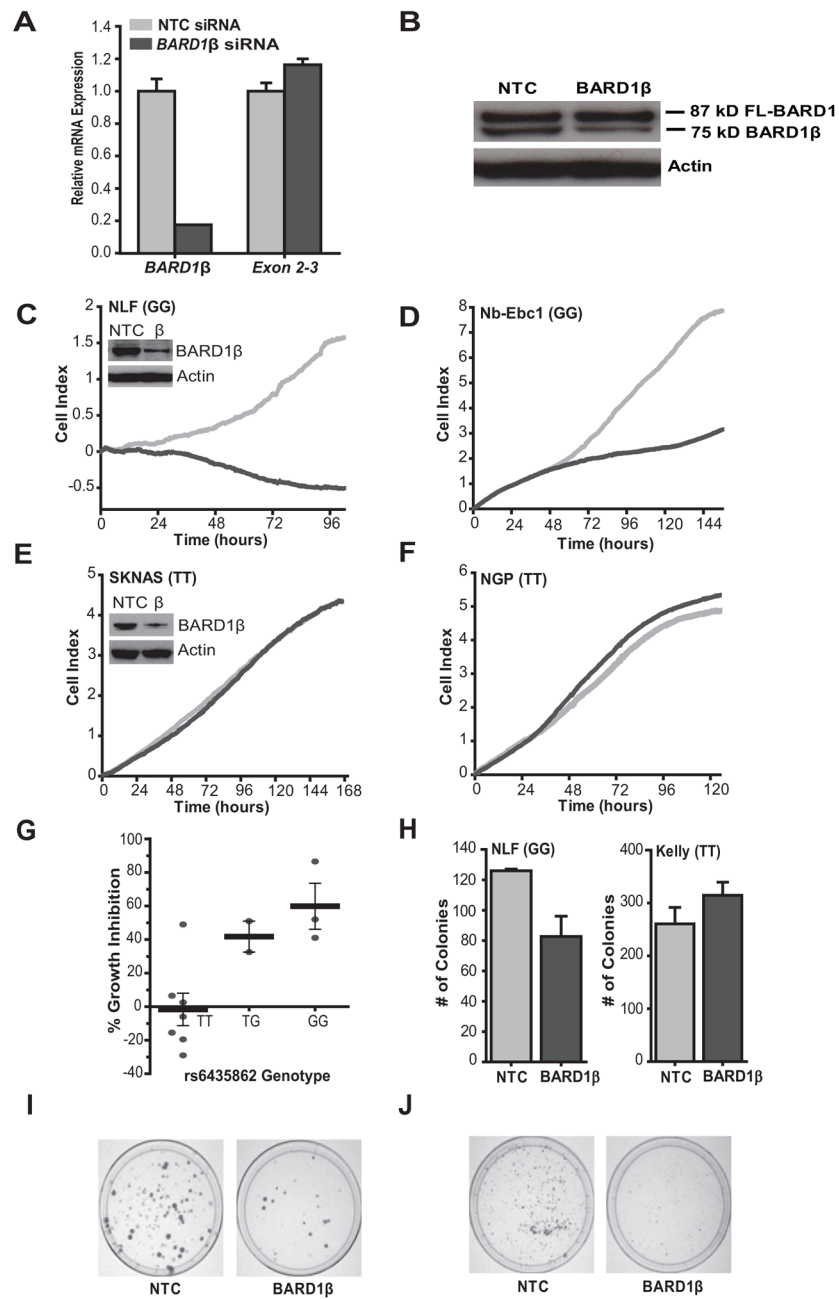 A
NTC siRNA
BARD1β siRNA
Relative mRNA Expression
1.4
1.2
1.0
0.8
0.6
0.4
0.2
0.0
BARD1β Exon 2-3
B
NTC BARD1β
87 kD FL-BARD1
75 kD BARD1β
Actin
C
NLF (GG)
NTC β
BARD1β
Actin
Cell Index
2
1.5
1
0.5
0
-0.5
0 24 48 72 96
Time (hours)
D
Nb-Ebc1 (GG)
Cell Index
8
7
6
5
4
3
2
1
0
0 24 48 72 96 120 144
Time (hours)
E
SKNAS (TT)
NTC β
BARD1β
Actin
Cell Index
5
4
3
2
1
0
0 24 48 72 96 120 144 168
Time (hours)
F
NGP (TT)
Cell Index
6
5
4
3
2
1
0
0 24 48 72 96 120
Time (hours)
G
% Growth Inhibition
100
80
60
40
20
0
-20
-40
TT TG GG
rs6435862 Genotype
H
NLF (GG)
# of Colonies
140
120
100
80
60
40
20
0
NTC BARD1β
Kelly (TT)
# of Colonies
400
300
200
100
0
NTC BARD1β
I
NTC BARD1β
J
NTC BARD1β